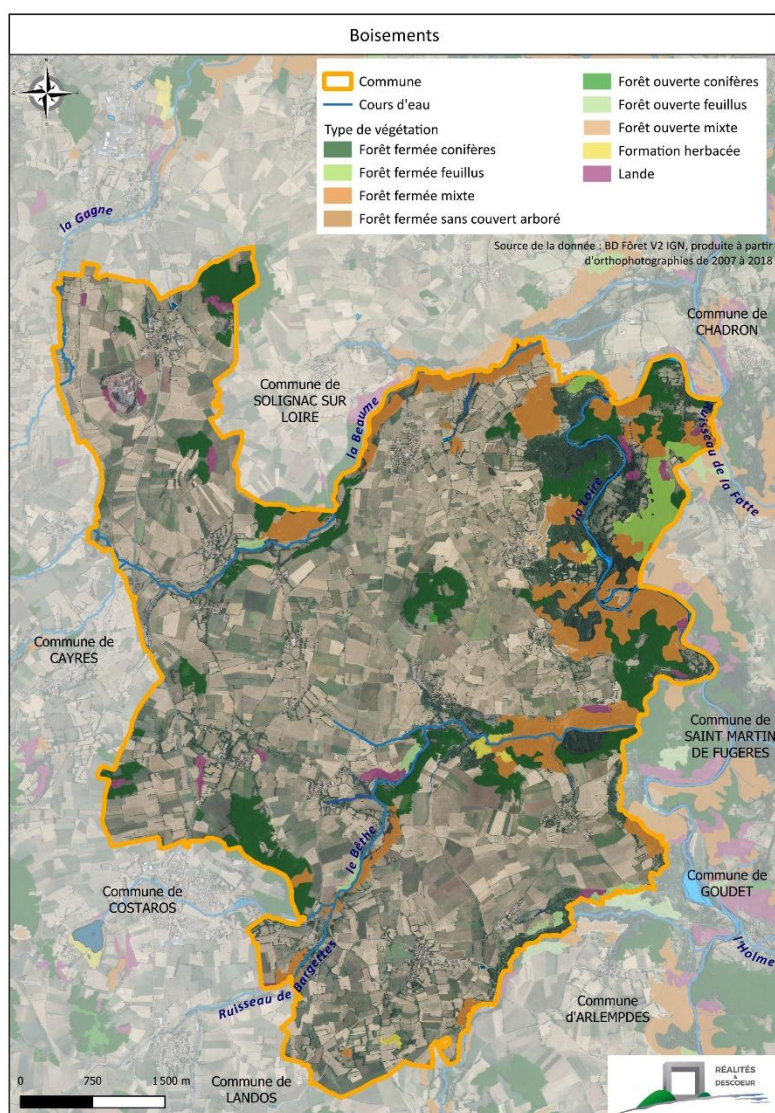 Boisements
Commune
Cours d'eau
Type de végétation
Forêt fermée conifères
Forêt fermée feuillus
Forêt fermée mixte
Forêt fermée sans couvert arboré
Forêt ouverte conifères
Forêt ouverte feuillus
Forêt ouverte mixte
Formation herbacée
Lande
Source de la donnée : BD Fôret V2 IGN, produite à partir
d'orthophotographies de 2007 à 2018
la Gagne
Commune de
CHADRON
Commune de
SOLIGNAC SUR
LOIRE
la Beaume
Ruisseau de la Fatte
la Loire
Commune de
CAYRES
Commune de
SAINT MARTIN
DE FUGERES
le Bêthe
Commune de
GOUDET
Commune de
COSTAROS
l'Holme
Ruisseau de Bargettes
Commune
d'ARLEMPDES
Commune de
LANDOS
0 750 1 500 m
RÉALITÉS
&
DESCOEUR